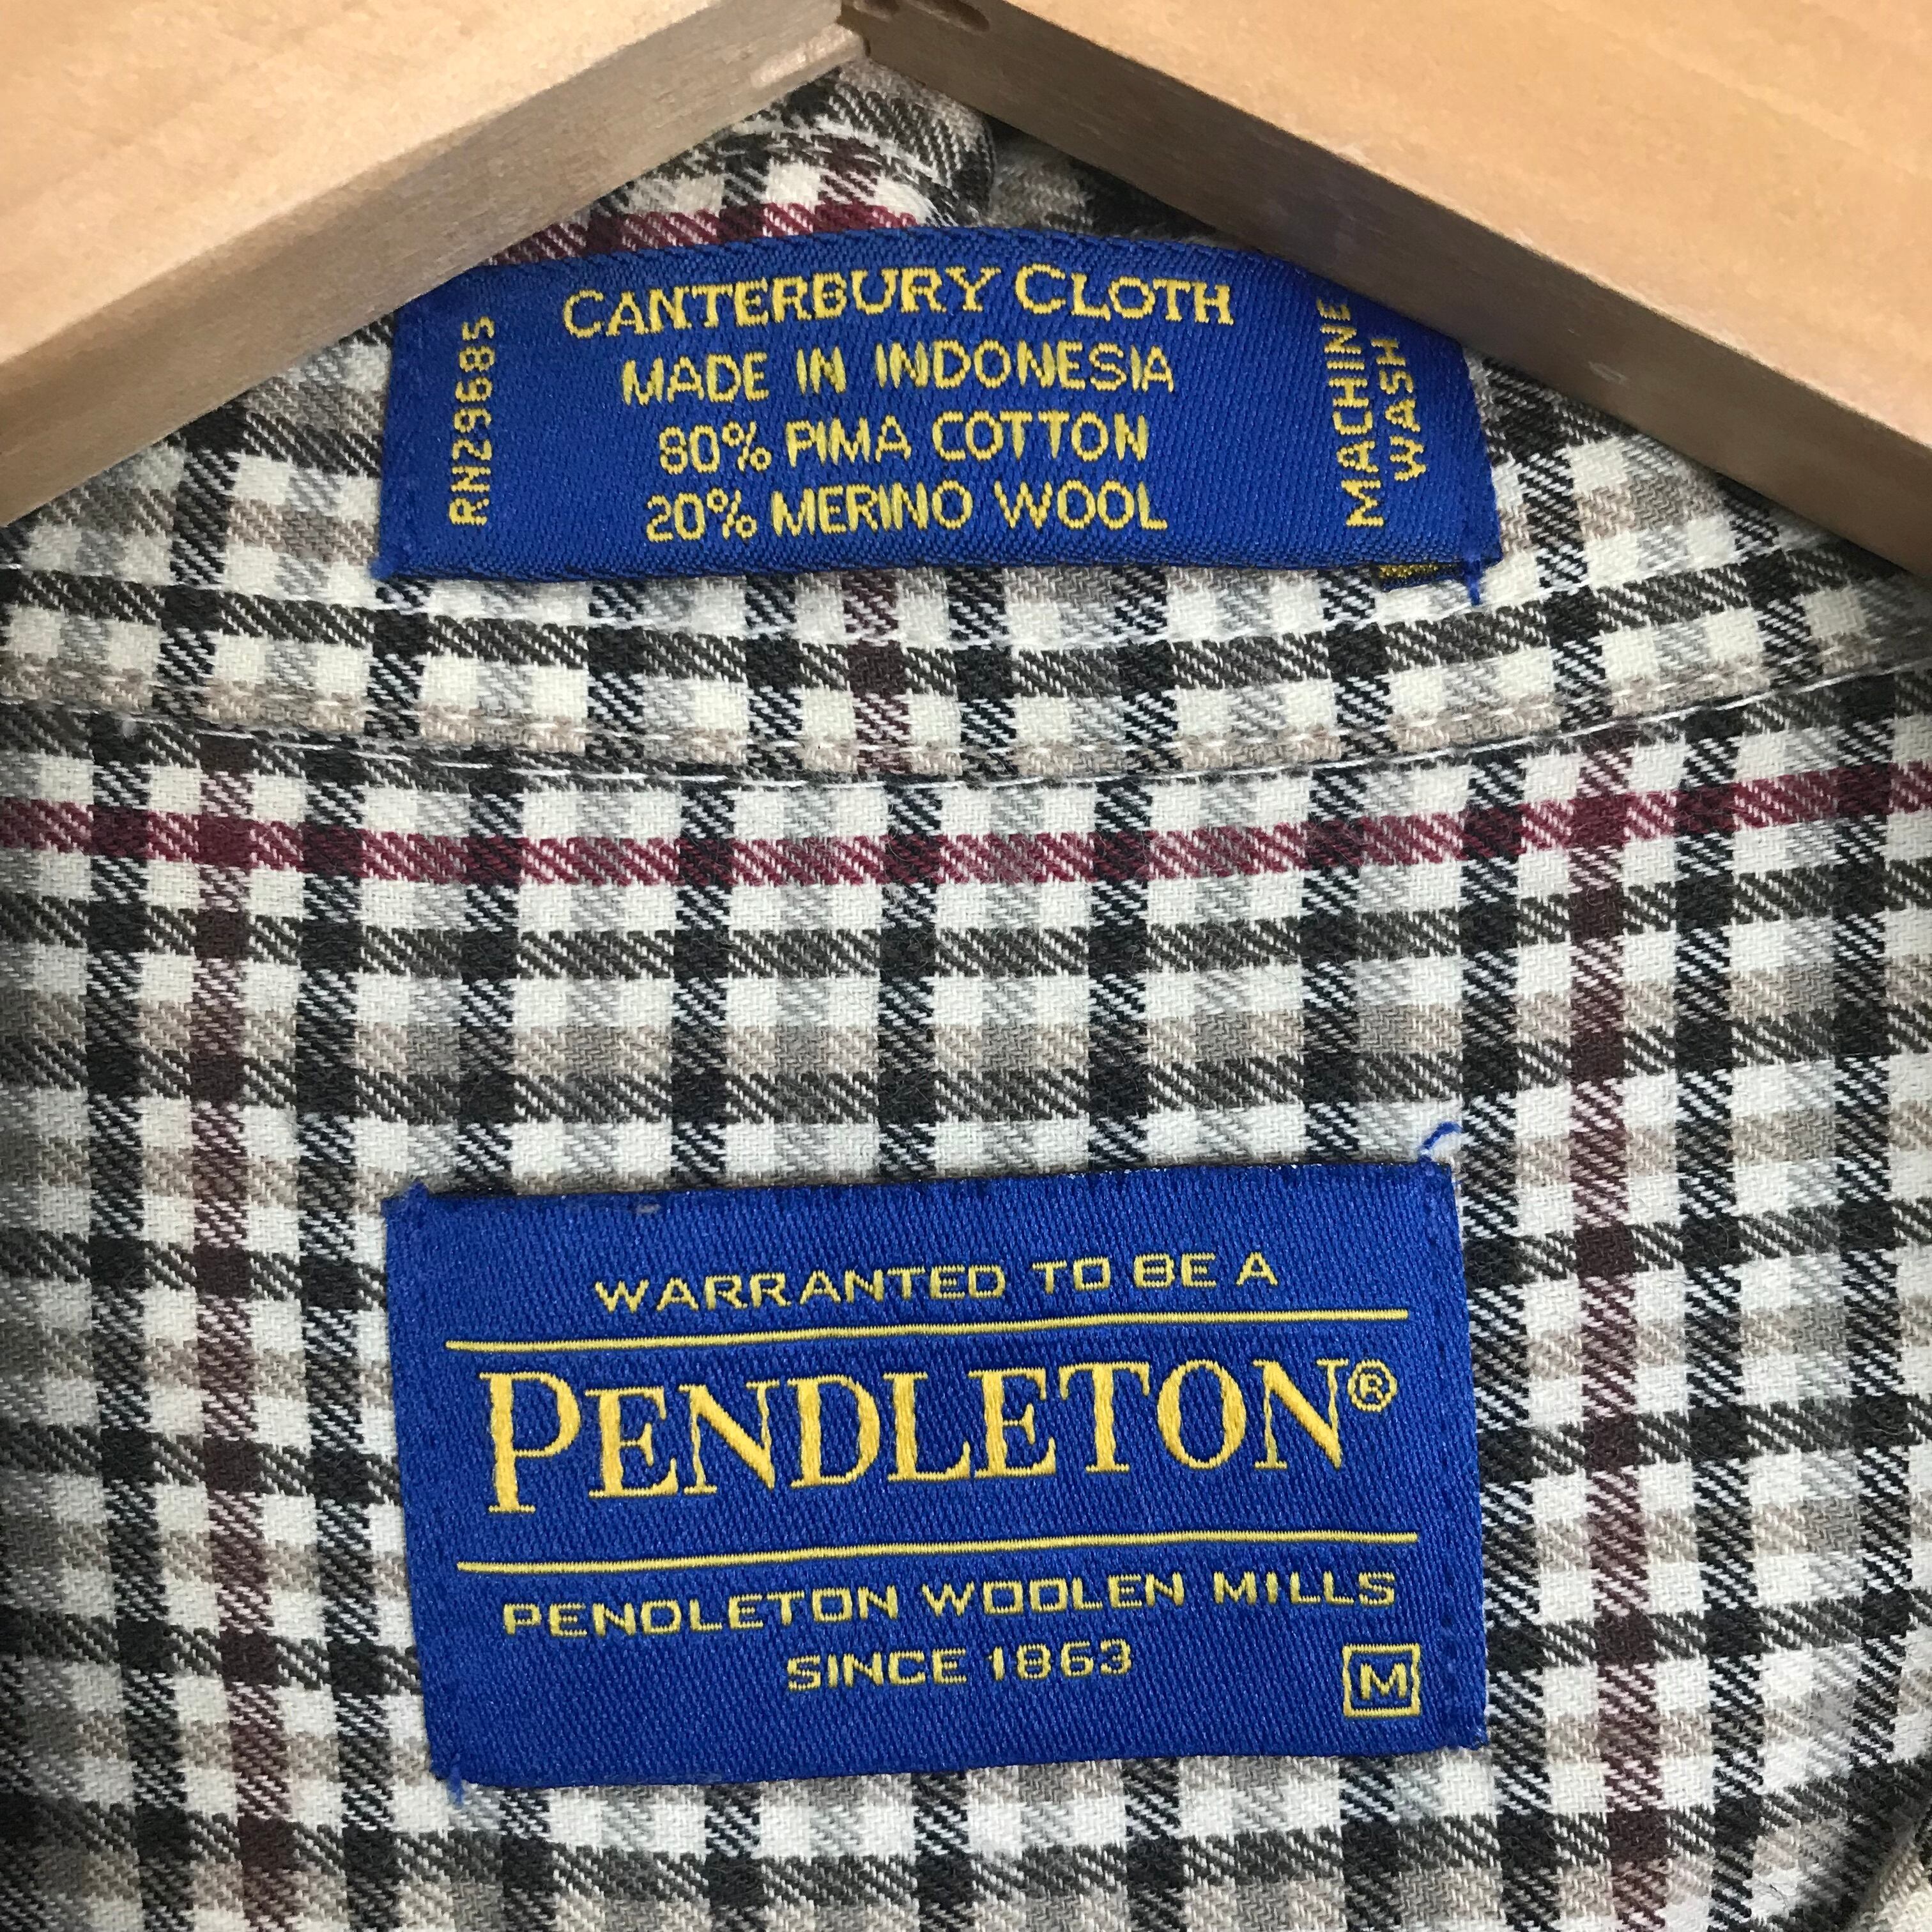 CANTERBURY CLOTH
MADE IN INDONESIA
80% PIMA COTTON
20% MERINO WOOL
RN29685
MACHINE
WASH
WARRANTED TO BE A
PENDLETON®
PENDLETON WOOLEN MILLS
SINCE 1863
M